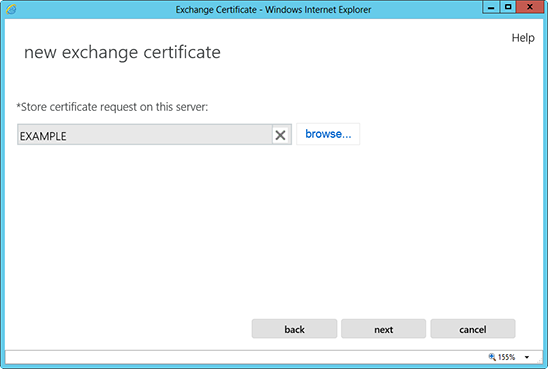 Exchange Certificate - Windows Internet Explorer
Help
new exchange certificate
*Store certificate request on this server:
EXAMPLE
browse...
back next cancel
155%